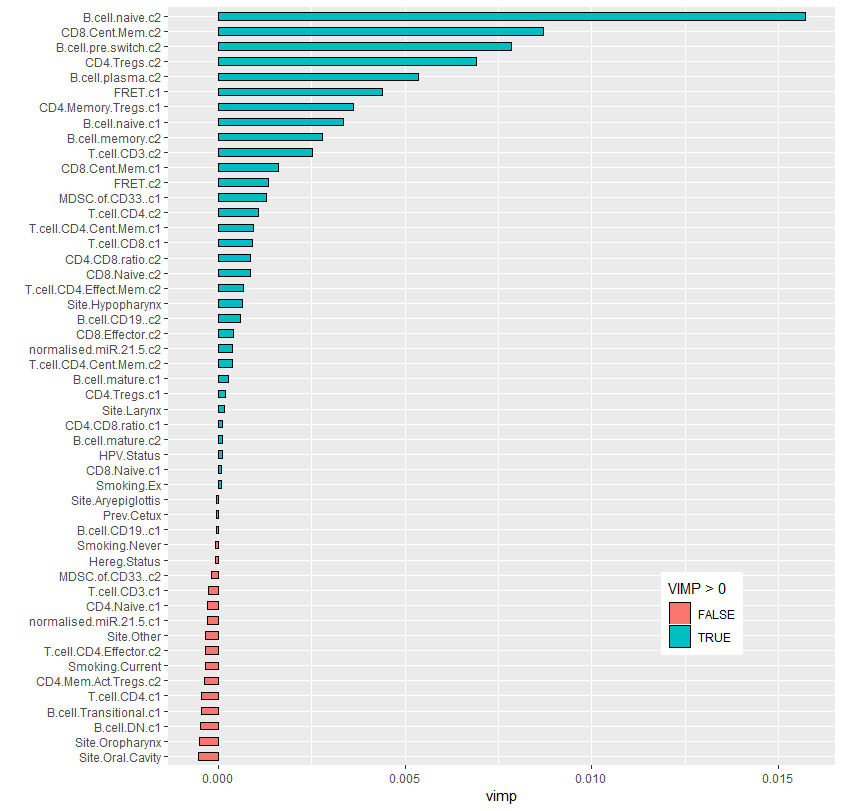 B.cell.naive.c2
CD8.Cent.Mem.c2
B.cell.pre.switch.c2
CD4.Tregs.c2
B.cell.plasma.c2
FRET.c1
CD4.Memory.Tregs.c1
B.cell.naive.c1
B.cell.memory.c2
T.cell.CD3.c2
CD8.Cent.Mem.c1
FRET.c2
MDSC.of.CD33..c1
T.cell.CD4.c2
T.cell.CD4.Cent.Mem.c1
T.cell.CD8.c1
CD4.CD8.ratio.c2
CD8.Naive.c2
T.cell.CD4.Effect.Mem.c2
Site.Hypopharynx
B.cell.CD19..c2
CD8.Effector.c2
normalised.miR.21.5.c2
T.cell.CD4.Cent.Mem.c2
B.cell.mature.c1
CD4.Tregs.c1
Site.Larynx
CD4.CD8.ratio.c1
B.cell.mature.c2
HPV.Status
CD8.Naive.c1
Smoking.Ex
Site.Aryepiglottis
Prev.Cetux
B.cell.CD19..c1
Smoking.Never
Hereg.Status
MDSC.of.CD33..c2
T.cell.CD3.c1
CD4.Naive.c1
normalised.miR.21.5.c1
Site.Other
T.cell.CD4.Effector.c2
Smoking.Current
CD4.Mem.Act.Tregs.c2
T.cell.CD4.c1
B.cell.Transitional.c1
B.cell.DN.c1
Site.Oropharynx
Site.Oral.Cavity
VIMP > 0
FALSE
TRUE
0.000 0.005 0.010 0.015
vimp